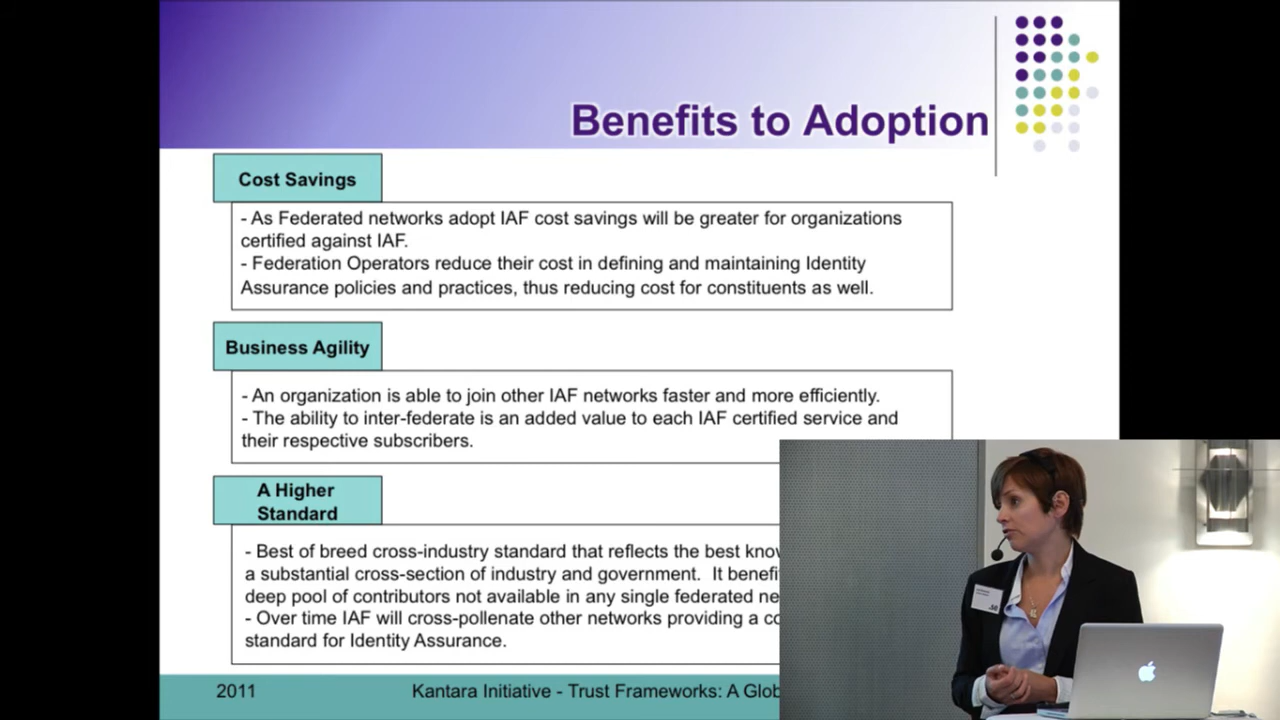 Benefits to Adoption
Cost Savings
- As Federated networks adopt IAF cost savings will be greater for organizations
certified against IAF.
- Federation Operators reduce their cost in defining and maintaining Identity
Assurance policies and practices, thus reducing cost for constituents as well.
Business Agility
- An organization is able to join other IAF networks faster and more efficiently.
- The ability to inter-federate is an added value to each IAF certified service and
their respective subscribers.
A Higher
Standard
- Best of breed cross-industry standard that reflects the best
a substantial cross-section of industry and government. It
deep pool of contributors not available in any single federated
- Over time IAF will cross-pollenate other networks providing a
standard for Identity Assurance.
2011
Kantara Initiative - Trust Frameworks: A